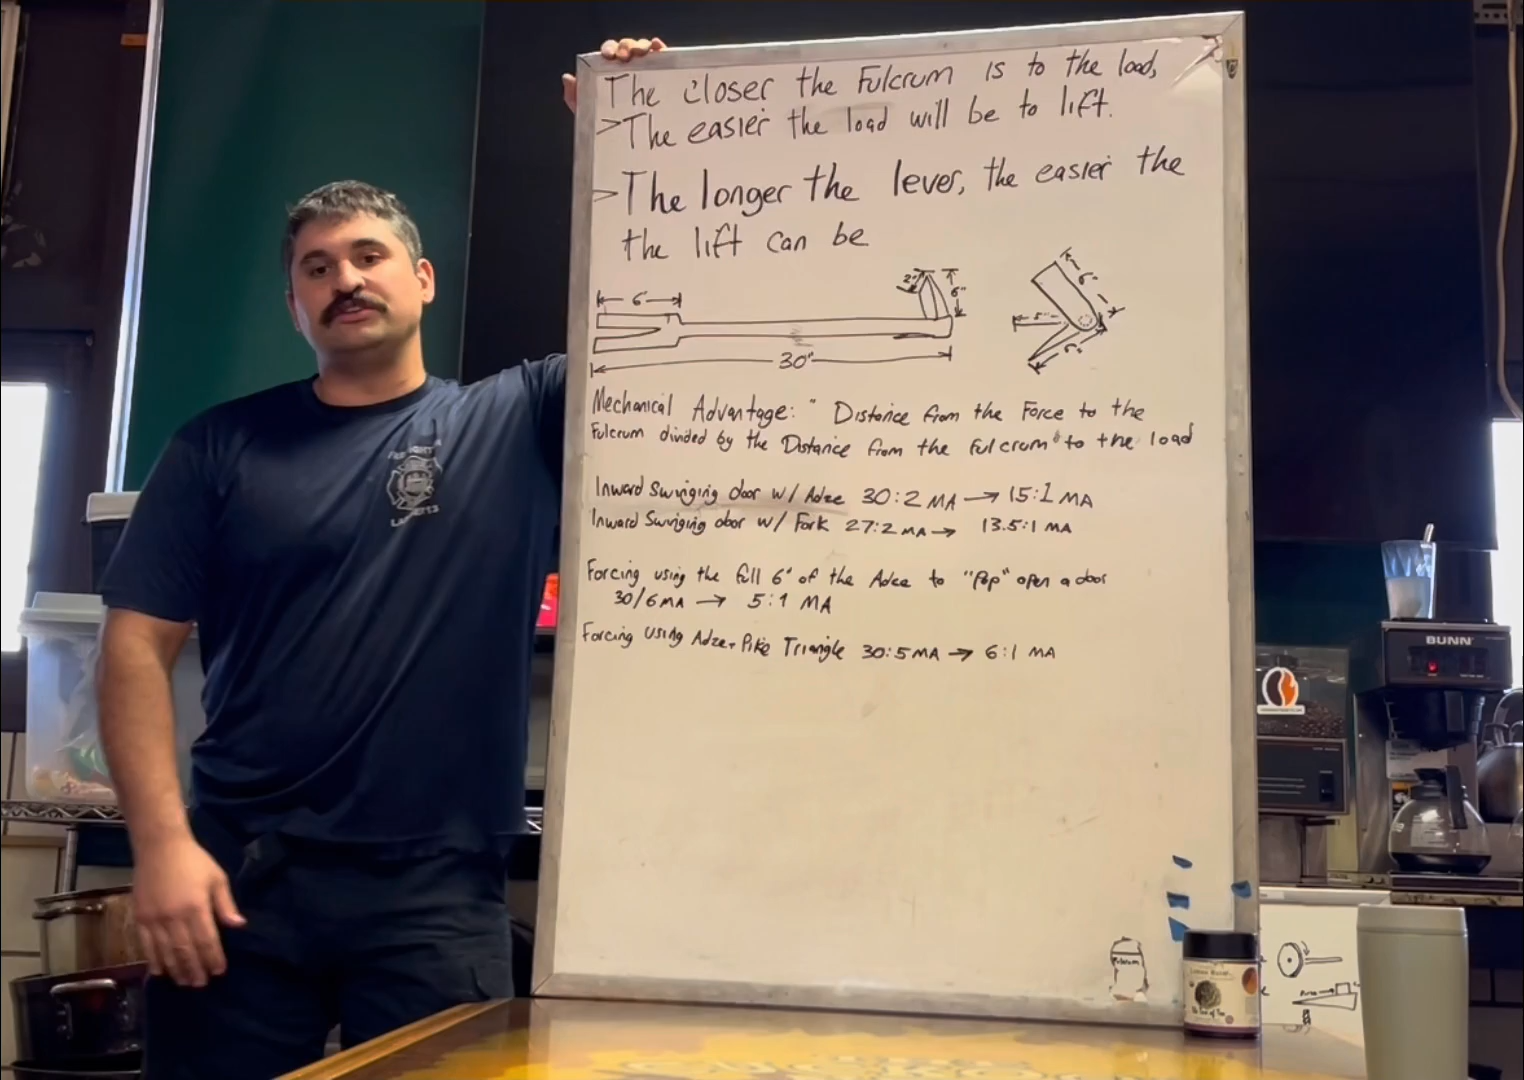 The closer the Fulcrum is to the load,
>The easier the load will be to lift.
>The longer the lever, the easier the
the lift can be
6"
2"
6"
30"
6"
5"
6"
Mechanical Advantage: " Distance from the Force to the
Fulcrum divided by the Distance from the fulcrum" to the load
Inward Swinging door w/ Adze 30:2 MA → 15:1 MA
Inward Swinging door w/ Fork 27:2 MA → 13.5:1 MA
Forcing using the full 6" of the Adze to "Pop" open a door
30/6 MA → 5:1 MA
Forcing using Adze + Pike Triangle 30:5 MA → 6:1 MA
Fulcrum
BUNN